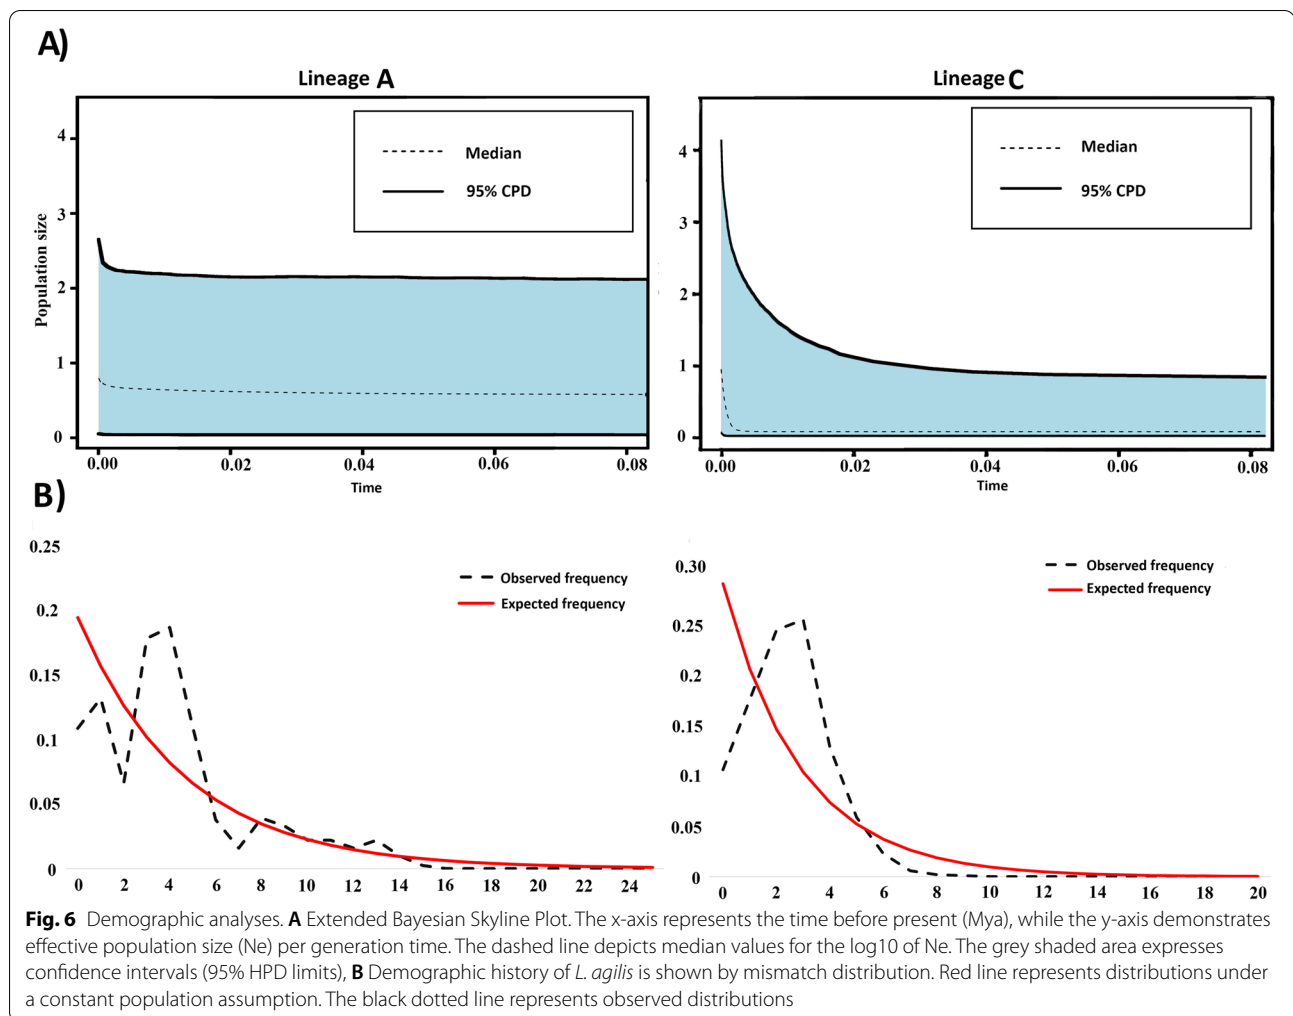 A)
Lineage A
Lineage C
Median
95% CPD
Population size
4
3
2
1
0
0.00 0.02 0.04 0.06 0.08
Time
Median
95% CPD
4
3
2
1
0
0.00 0.02 0.04 0.06 0.08
Time
B)
0.25
0.2
0.15
0.1
0.05
0
Observed frequency
Expected frequency
0 2 4 6 8 10 12 14 16 18 20 22 24
0.30
0.25
0.2
0.15
0.1
0.05
0
Observed frequency
Expected frequency
0 2 4 6 8 10 12 14 16 18 20
Fig. 6 Demographic analyses. A Extended Bayesian Skyline Plot. The x-axis represents the time before present (Mya), while the y-axis demonstrates
effective population size (Ne) per generation time. The dashed line depicts median values for the log10 of Ne. The grey shaded area expresses
confidence intervals (95% HPD limits), B Demographic history of L. agilis is shown by mismatch distribution. Red line represents distributions under
a constant population assumption. The black dotted line represents observed distributions